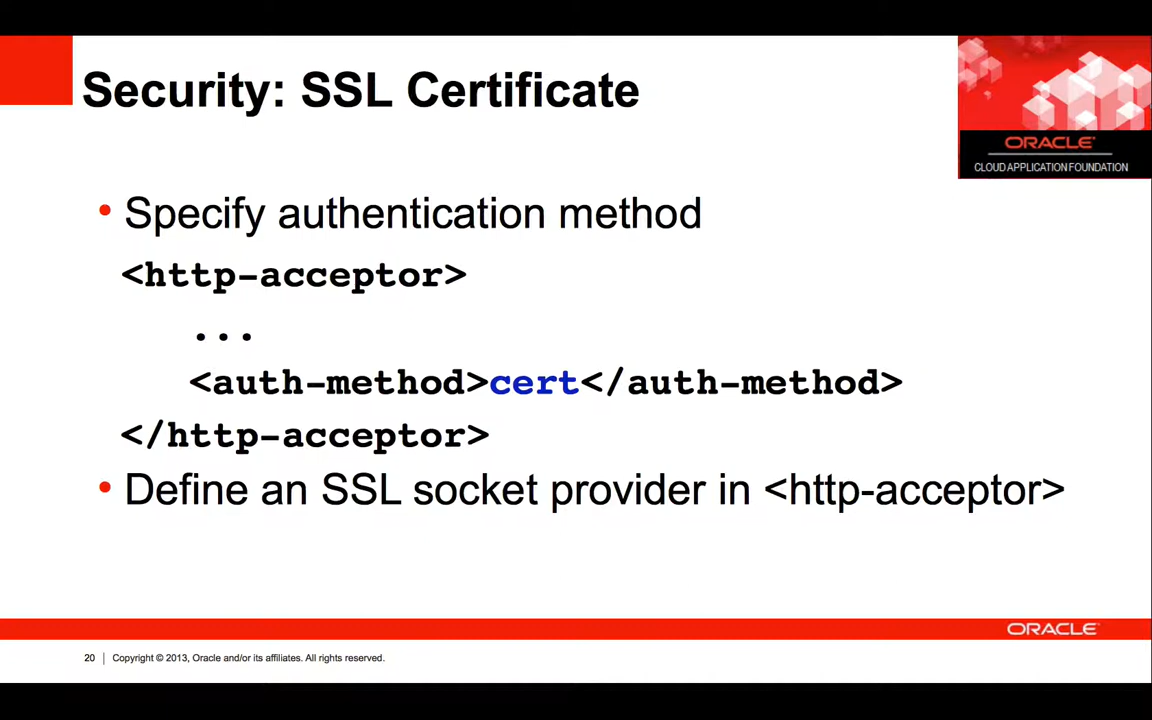 Security: SSL Certificate
ORACLE
CLOUD APPLICATION FOUNDATION
• Specify authentication method
<http-acceptor>
...
<auth-method>cert</auth-method>
</http-acceptor>
• Define an SSL socket provider in <http-acceptor>
ORACLE
20 | Copyright © 2013, Oracle and/or its affiliates. All rights reserved.